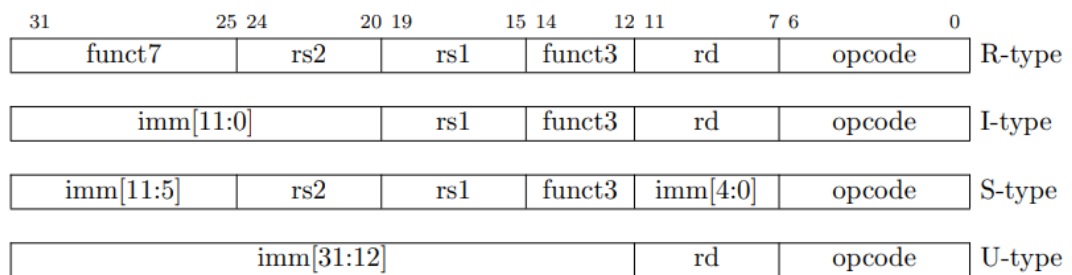 31 25 24 20 19 15 14 12 11 7 6 0
funct7 rs2 rs1 funct3 rd opcode R-type
imm[11:0] rs1 funct3 rd opcode I-type
imm[11:5] rs2 rs1 funct3 imm[4:0] opcode S-type
imm[31:12] rd opcode U-type